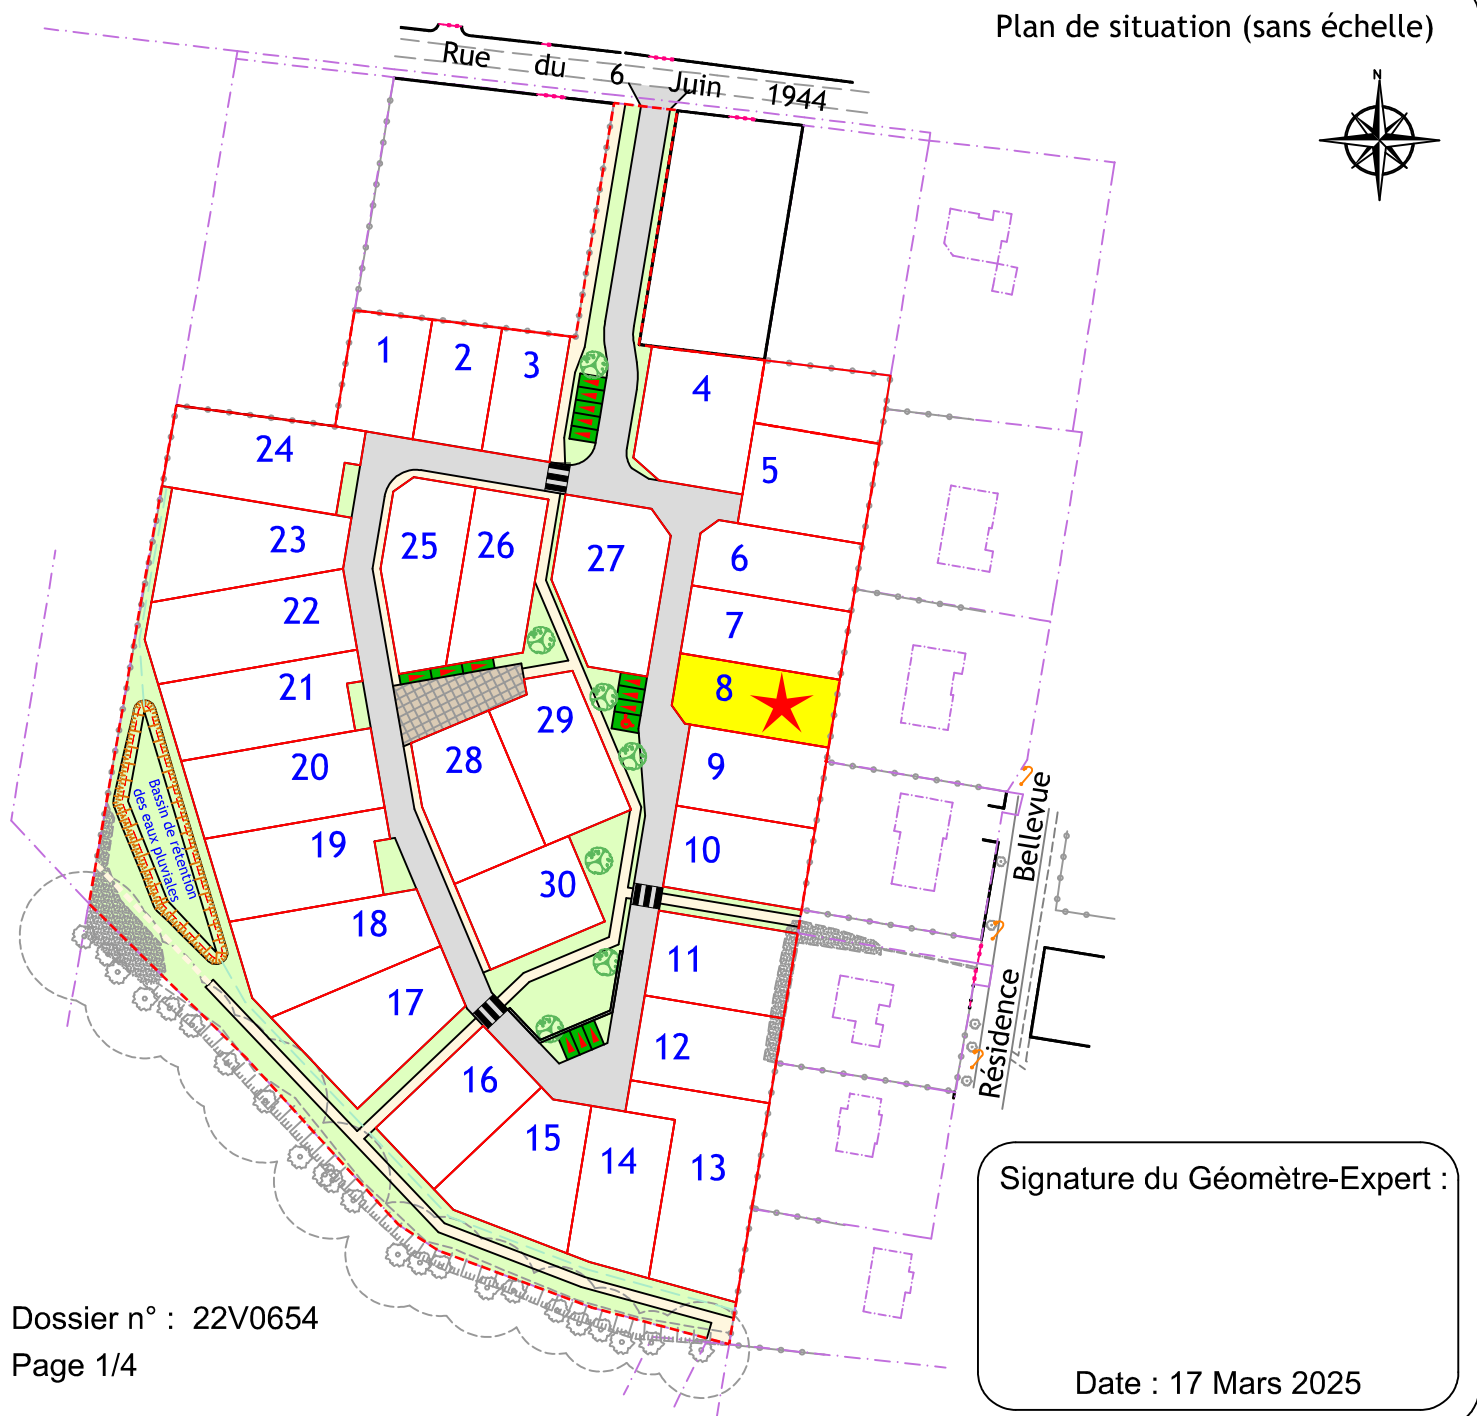 Plan de situation (sans échelle)
N
Rue du 6 Juin 1944
1
2
3
4
5
24
23
25
26
27
6
22
7
21
8
29
28
9
20
Bellevue
Bassin de rétention
des eaux pluviales
19
10
30
18
11
17
12
Résidence
16
15
14
13
Signature du Géomètre-Expert :
Dossier n° : 22V0654
Page 1/4
Date : 17 Mars 2025